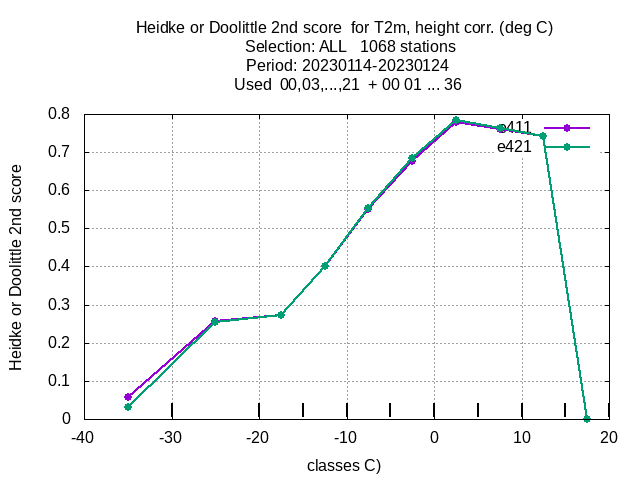 Heidke or Doolittle 2nd score  for T2m, height corr. (deg C)
Selection: ALL   1068 stations
Period: 20230114-20230124
Used  00,03,...,21  + 00 01 ... 36
Heidke or Doolittle 2nd score
0.8
0.7
0.6
0.5
0.4
0.3
0.2
0.1
0
e411
e421
-40 -30 -20 -10 0 10 20
classes C)